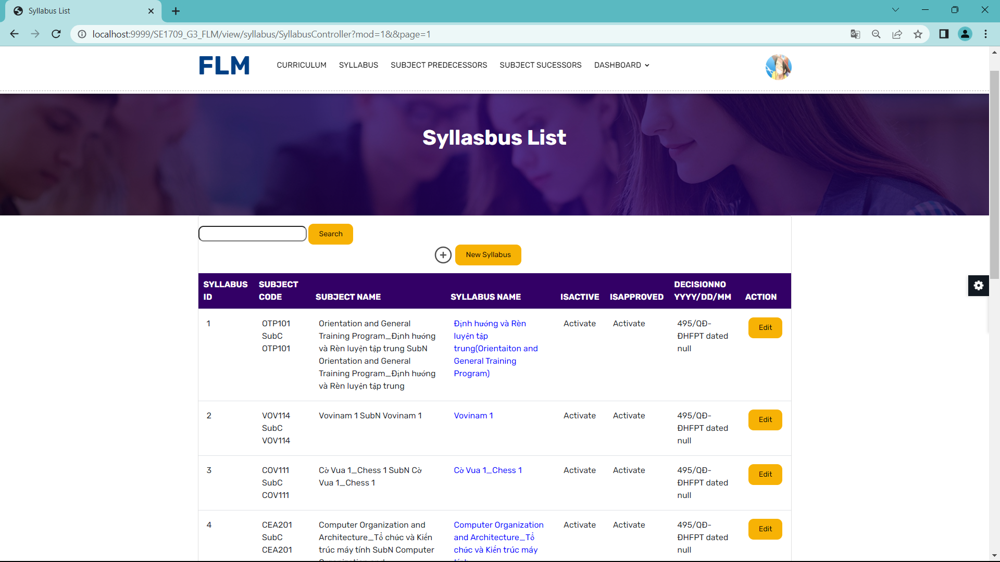 Syllabus List
localhost:9999/SE1709_G3_FLM/view/syllabus/SyllabusController?mod=1&&page=1
FLM
CURRICULUM
SYLLABUS
SUBJECT PREDECESSORS
SUBJECT SUCESSORS
DASHBOARD
Syllasbus List
Search
New Syllabus
SYLLABUS
ID
SUBJECT
CODE
SUBJECT NAME
SYLLABUS NAME
ISACTIVE
ISAPPROVED
DECISIONNO
YYYY/DD/MM
ACTION
1
OTP101
SubC
OTP101
Orientation and General
Training Program_Định hướng
và Rèn luyện tập trung SubN
Orientation and General
Training Program_Định hướng
và Rèn luyện tập trung
Định hướng và Rèn
luyện tập
trung(Orientaiton and
General Training
Program)
Activate
Activate
495/QĐ-
ĐHFPT dated
null
Edit
2
VOV114
SubC
VOV114
Vovinam 1 SubN Vovinam 1
Vovinam 1
Activate
Activate
495/QĐ-
ĐHFPT dated
null
Edit
3
COV111
SubC
COV111
Cờ Vua 1_Chess 1 SubN Cờ
Vua 1_Chess 1
Cờ Vua 1_Chess 1
Activate
Activate
495/QĐ-
ĐHFPT dated
null
Edit
4
CEA201
SubC
CEA201
Computer Organization and
Architecture_Tổ chức và Kiến
trúc máy tính SubN Computer
Computer Organization
and Architecture_Tổ
chức và Kiến trúc máy
Activate
Activate
495/QĐ-
ĐHFPT dated
null
Edit